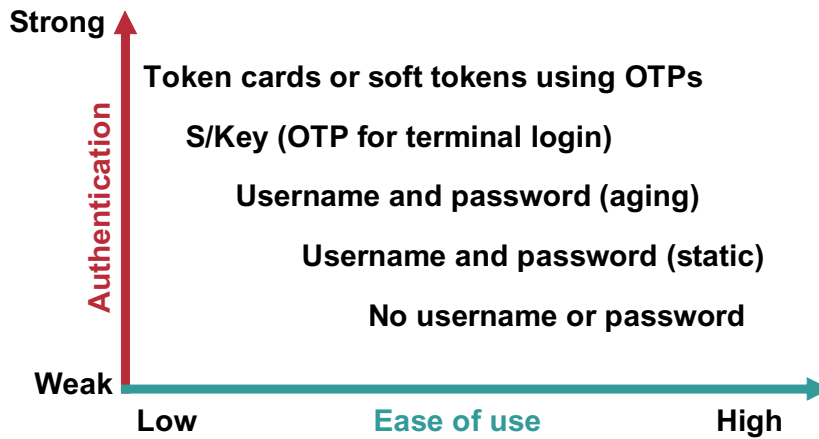 Strong
Token cards or soft tokens using OTPs
S/Key (OTP for terminal login)
Authentication
Username and password (aging)
Username and password (static)
No username or password
Weak
Low Ease of use High